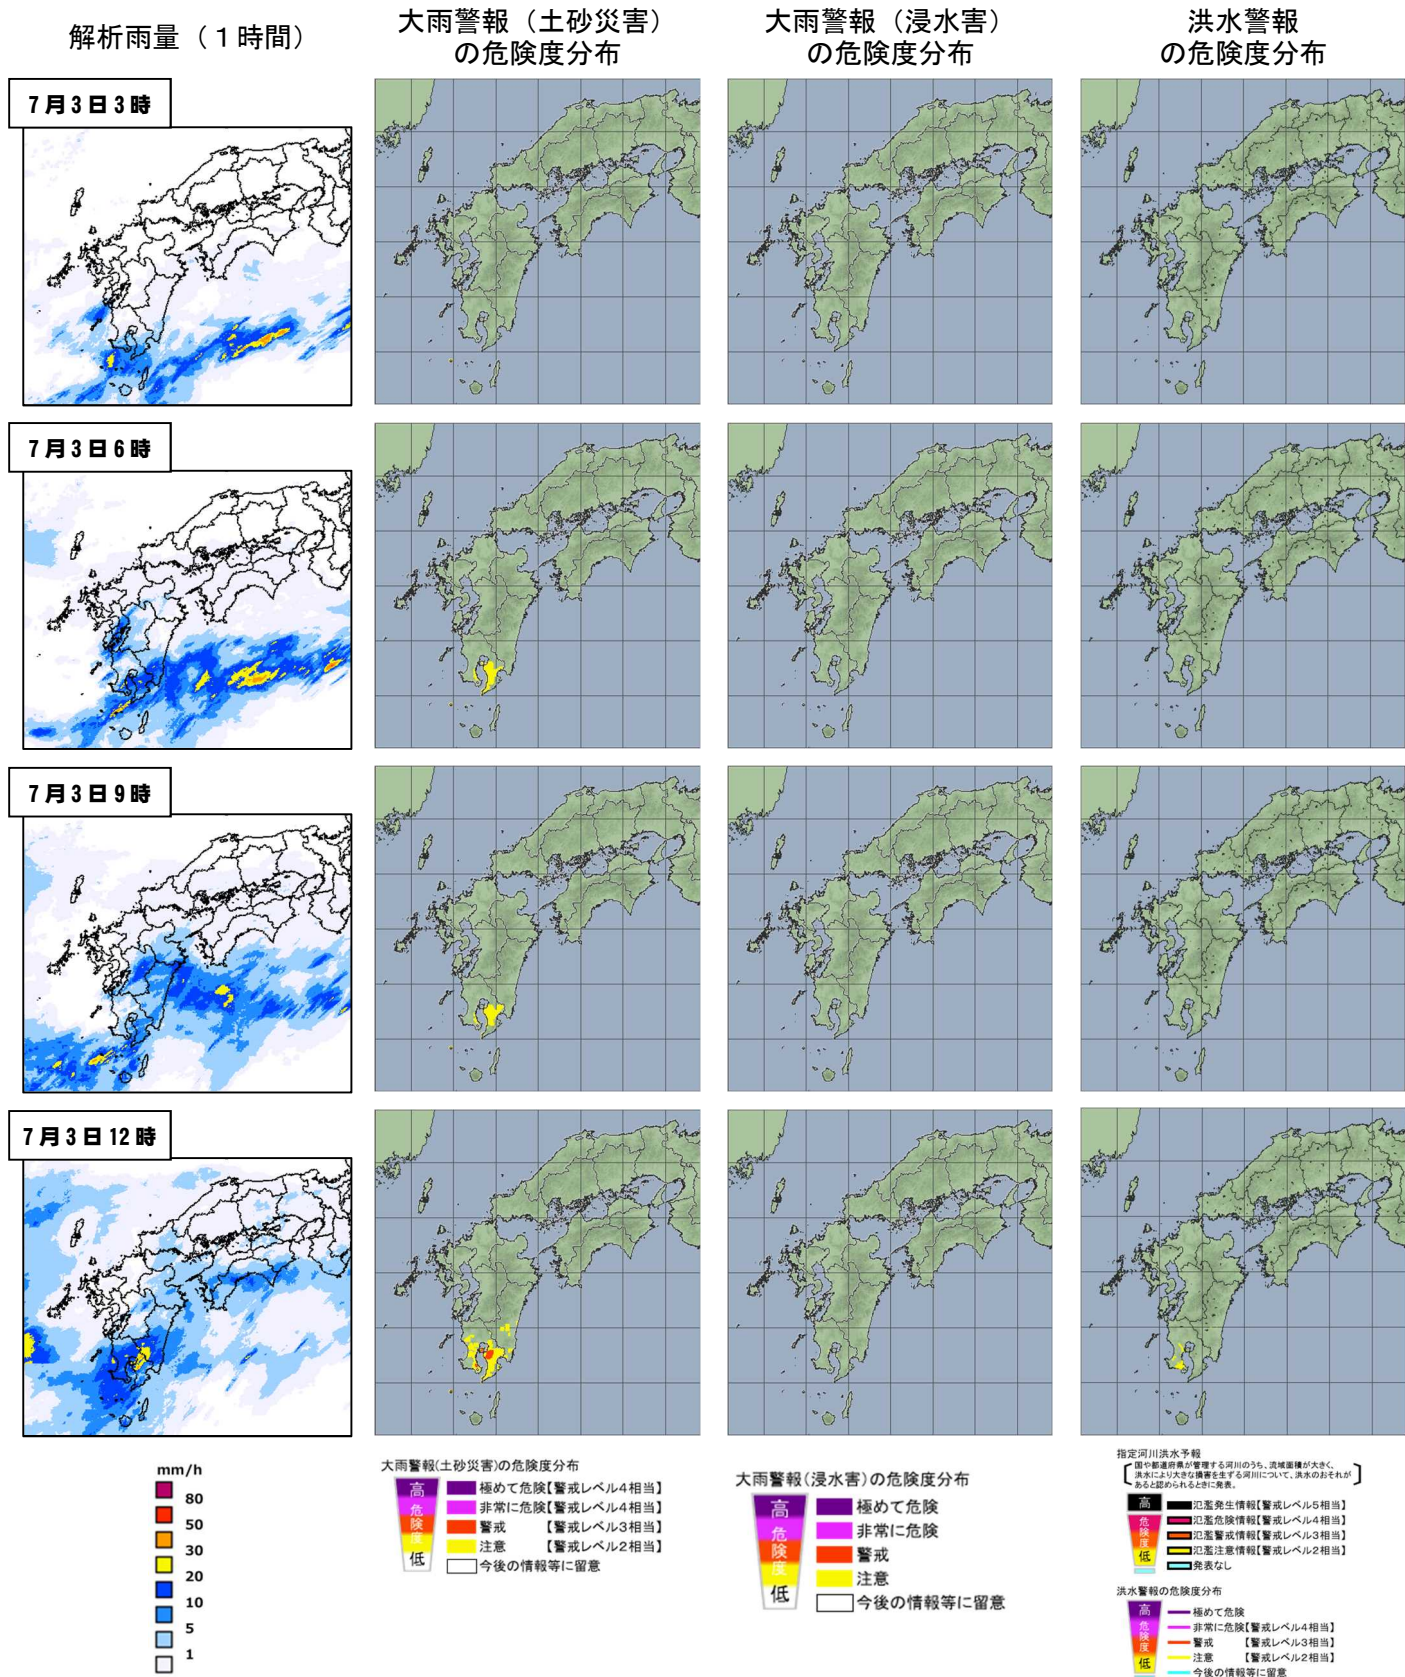 解析雨量（１時間）
大雨警報（土砂災害）
の危険度分布
大雨警報（浸水害）
の危険度分布
洪水警報
の危険度分布
7月3日3時
7月3日6時
7月3日9時
7月3日12時
mm/h
80
50
30
20
10
5
1
大雨警報(土砂災害)の危険度分布
高
危険度
低
極めて危険【警戒レベル4相当】
非常に危険【警戒レベル4相当】
警戒 【警戒レベル3相当】
注意 【警戒レベル2相当】
今後の情報等に留意
大雨警報(浸水害)の危険度分布
高
危険度
低
極めて危険
非常に危険
警戒
注意
今後の情報等に留意
指定河川洪水予報
国や都道府県が管理する河川のうち、流域面積が大きく、
洪水により大きな損害を生ずる河川について、洪水のおそれが
あると認められるときに発表。
高
危険度
低
氾濫発生情報【警戒レベル5相当】
氾濫危険情報【警戒レベル4相当】
氾濫警戒情報【警戒レベル3相当】
氾濫注意情報【警戒レベル2相当】
発表なし
洪水警報の危険度分布
高
危険度
低
極めて危険
非常に危険【警戒レベル4相当】
警戒 【警戒レベル3相当】
注意 【警戒レベル2相当】
今後の情報等に留意